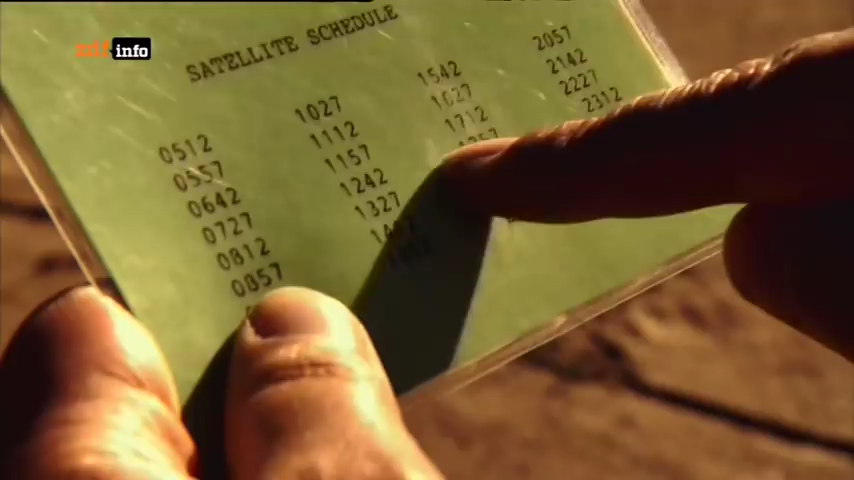 zdf info
SATELLITE SCHEDULE
0512 1027 1542 2057
0557 1112 1627 2142
0642 1157 1712 2227
0727 1242 2312
0812 1327
0857